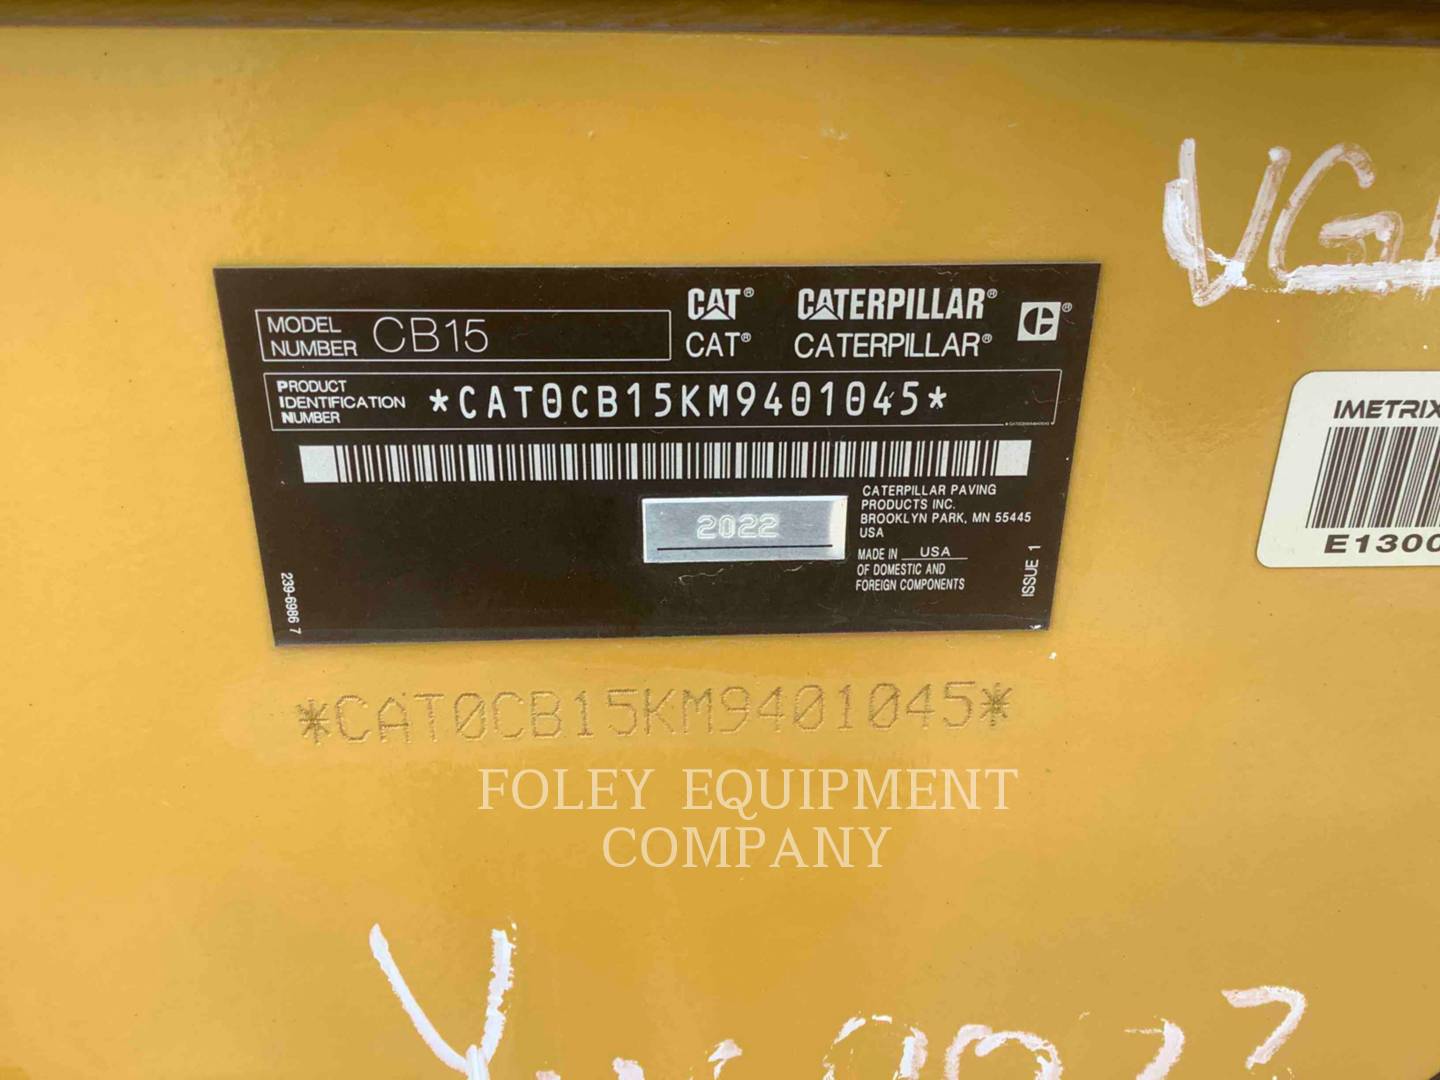 MODEL NUMBER CB15
CAT® CATERPILLAR®
CAT® CATERPILLAR®
PRODUCT IDENTIFICATION NUMBER *CAT0CB15KM9401045*
2022
CATERPILLAR PAVING
PRODUCTS INC.
BROOKLYN PARK, MN 55445
USA
MADE IN USA
OF DOMESTIC AND
FOREIGN COMPONENTS
ISSUE 1
239-6986 7
*CAT0CB15KM9401045*
FOLEY EQUIPMENT
COMPANY
VG
IMETRIX
E1300